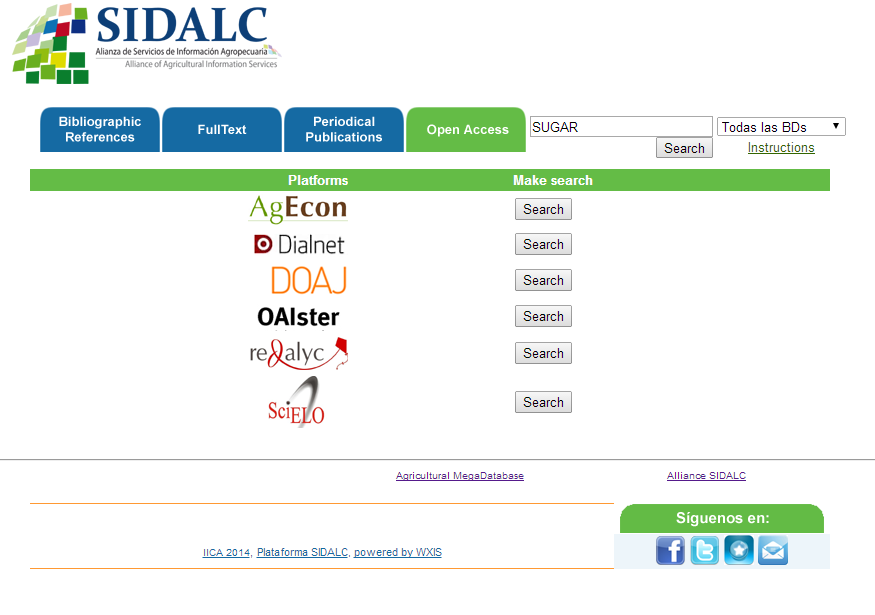 SIDALC
Alianza de Servicios de Información Agropecuaria
Alliance of Agricultural Information Services
Bibliographic References
FullText
Periodical Publications
Open Access
SUGAR
Todas las BDs
Search
Instructions
Platforms
Make search
AgEcon
Search
Dialnet
Search
DOAJ
Search
OAIster
Search
redalyc
Search
SciELO
Search
Agricultural MegaDatabase
Alliance SIDALC
Síguenos en:
IICA 2014, Plataforma SIDALC, powered by WXIS